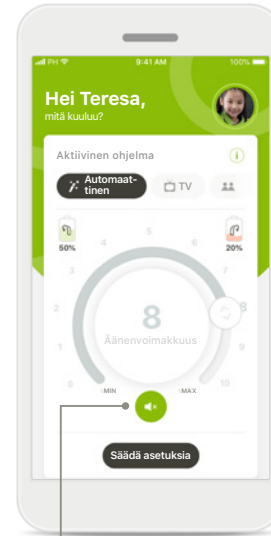 PH 9:41 AM 100%
Hei Teresa,
mitä kuuluu?
Aktiivinen ohjelma i
Automaat-
tinen TV
50% 20%
5
4
3 7
2
8
Äänenvoimakkuus
1 9
0 10
MIN MAX
Säädä asetuksia